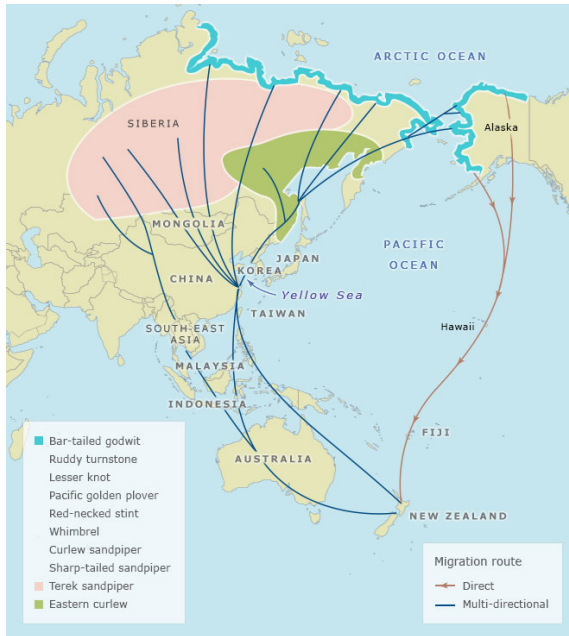 ARCTIC OCEAN
SIBERIA
Alaska
MONGOLIA
PACIFIC
OCEAN
JAPAN
KOREA
CHINA
Yellow Sea
TAIWAN
Hawaii
SOUTH-EAST
ASIA
MALAYSIA
INDONESIA
FIJI
AUSTRALIA
NEW ZEALAND
Bar-tailed godwit
Ruddy turnstone
Lesser knot
Pacific golden plover
Red-necked stint
Whimbrel
Curlew sandpiper
Sharp-tailed sandpiper
Terek sandpiper
Eastern curlew
Migration route
Direct
Multi-directional